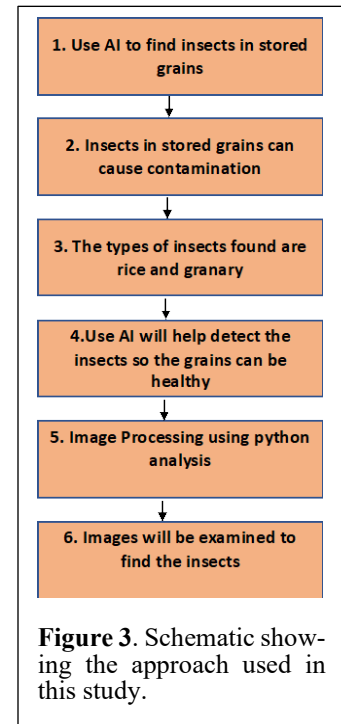 1. Use AI to find insects in stored
grains
2. Insects in stored grains can
cause contamination
3. The types of insects found are
rice and granary
4.Use AI will help detect the
insects so the grains can be
healthy
5. Image Processing using python
analysis
6. Images will be examined to
find the insects
Figure 3. Schematic show-
ing the approach used in
this study.